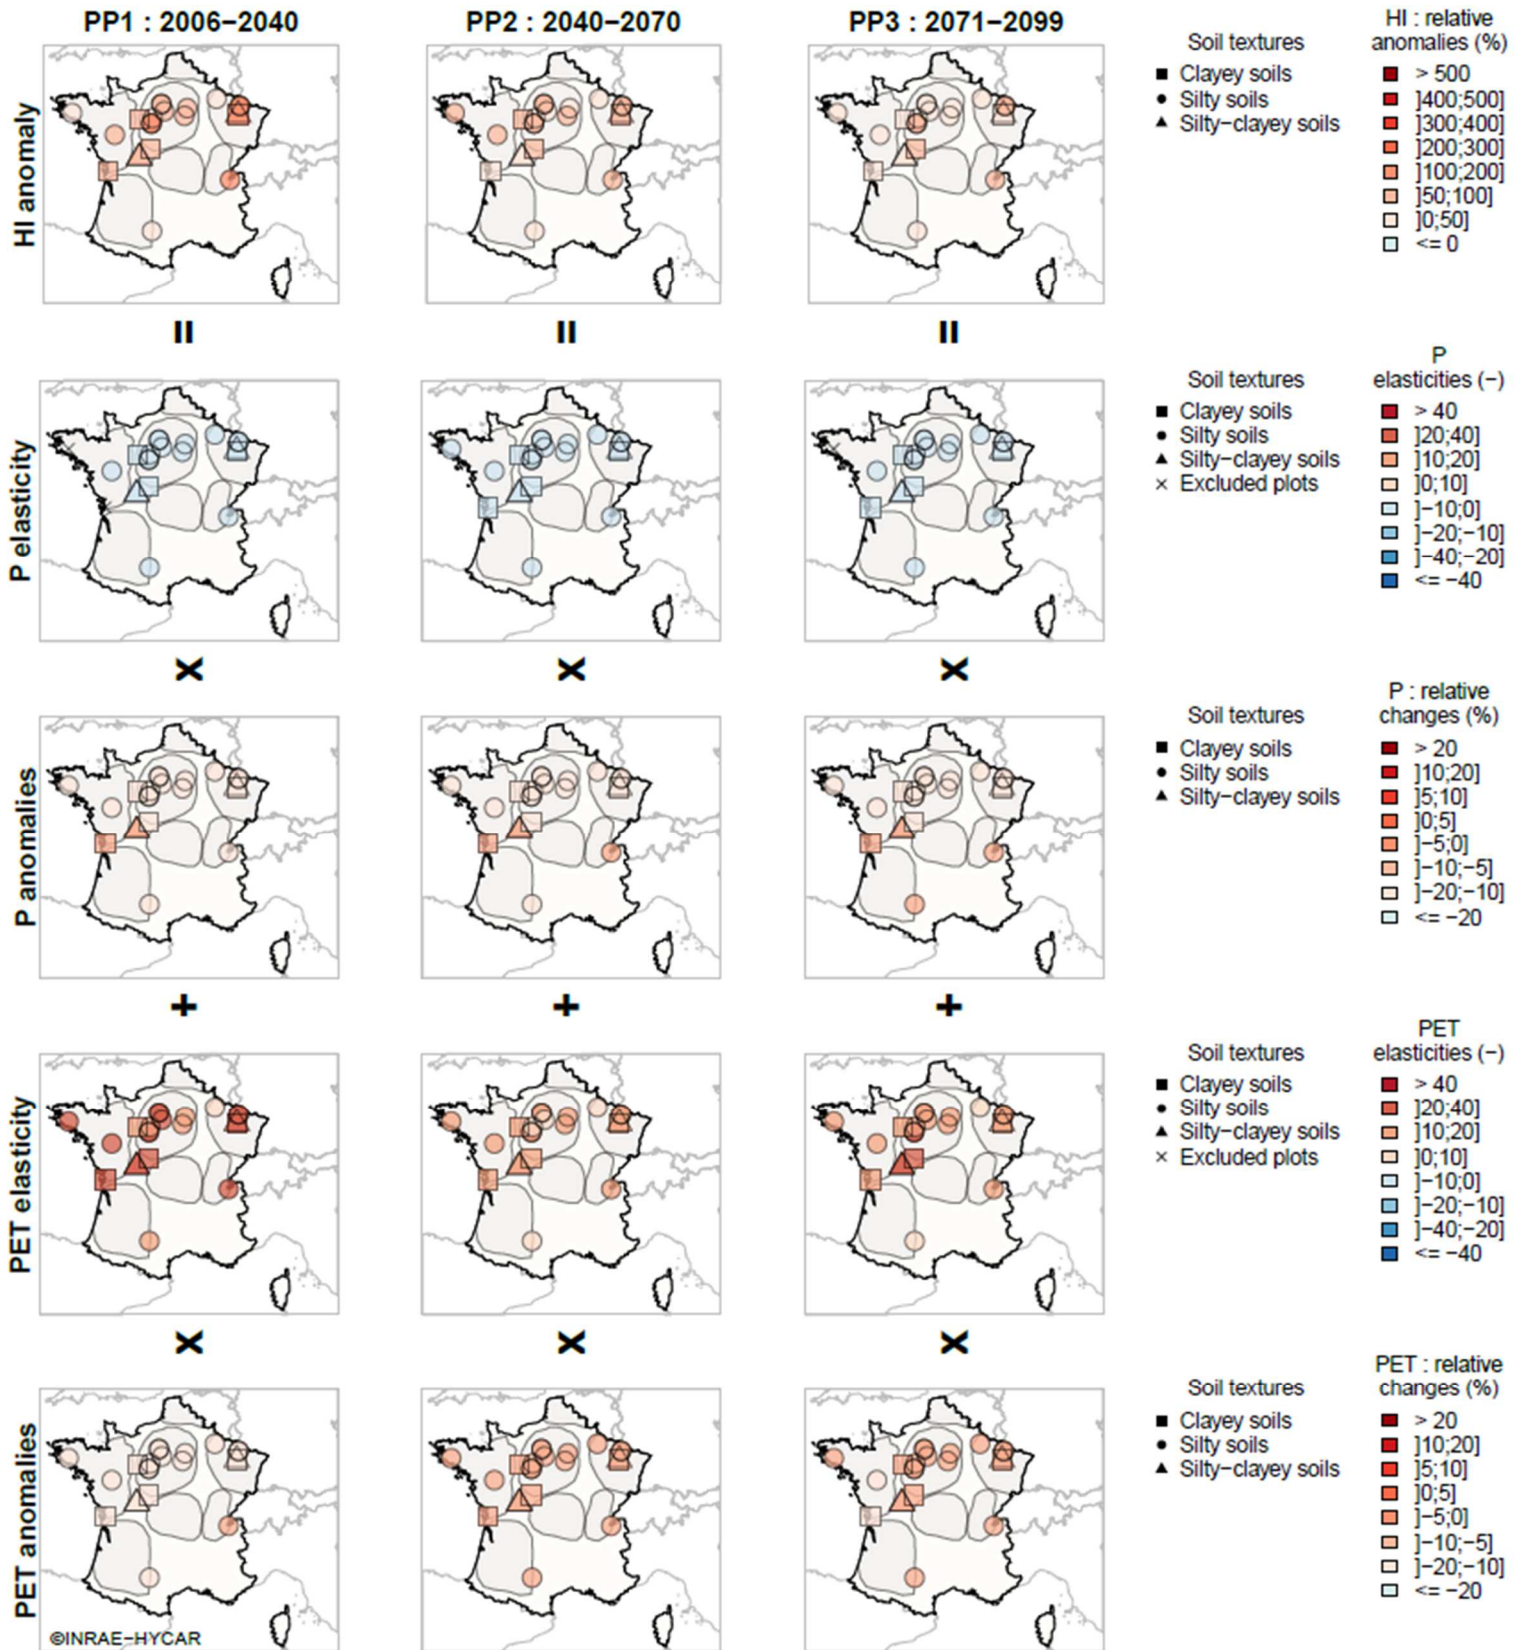 PP1 : 2006−2040
PP2 : 2040−2070
PP3 : 2071−2099
HI anomaly
Soil textures
Clayey soils
Silty soils
Silty−clayey soils
HI : relative
anomalies (%)
> 500
]400;500]
]300;400]
]200;300]
]100;200]
]50;100]
]0;50]
<= 0
= = =
P elasticity
Soil textures
Clayey soils
Silty soils
Silty−clayey soils
× Excluded plots
P
elasticities (−)
> 40
]20;40]
]10;20]
]0;10]
]−10;0]
]−20;−10]
]−40;−20]
<= −40
x x x
P anomalies
Soil textures
Clayey soils
Silty soils
Silty−clayey soils
P : relative
changes (%)
> 20
]10;20]
]5;10]
]0;5]
]−5;0]
]−10;−5]
]−20;−10]
<= −20
+ + +
PET elasticity
Soil textures
Clayey soils
Silty soils
Silty−clayey soils
× Excluded plots
PET
elasticities (−)
> 40
]20;40]
]10;20]
]0;10]
]−10;0]
]−20;−10]
]−40;−20]
<= −40
x x x
PET anomalies
Soil textures
Clayey soils
Silty soils
Silty−clayey soils
PET : relative
changes (%)
> 20
]10;20]
]5;10]
]0;5]
]−5;0]
]−10;−5]
]−20;−10]
<= −20
©INRAE−HYCAR